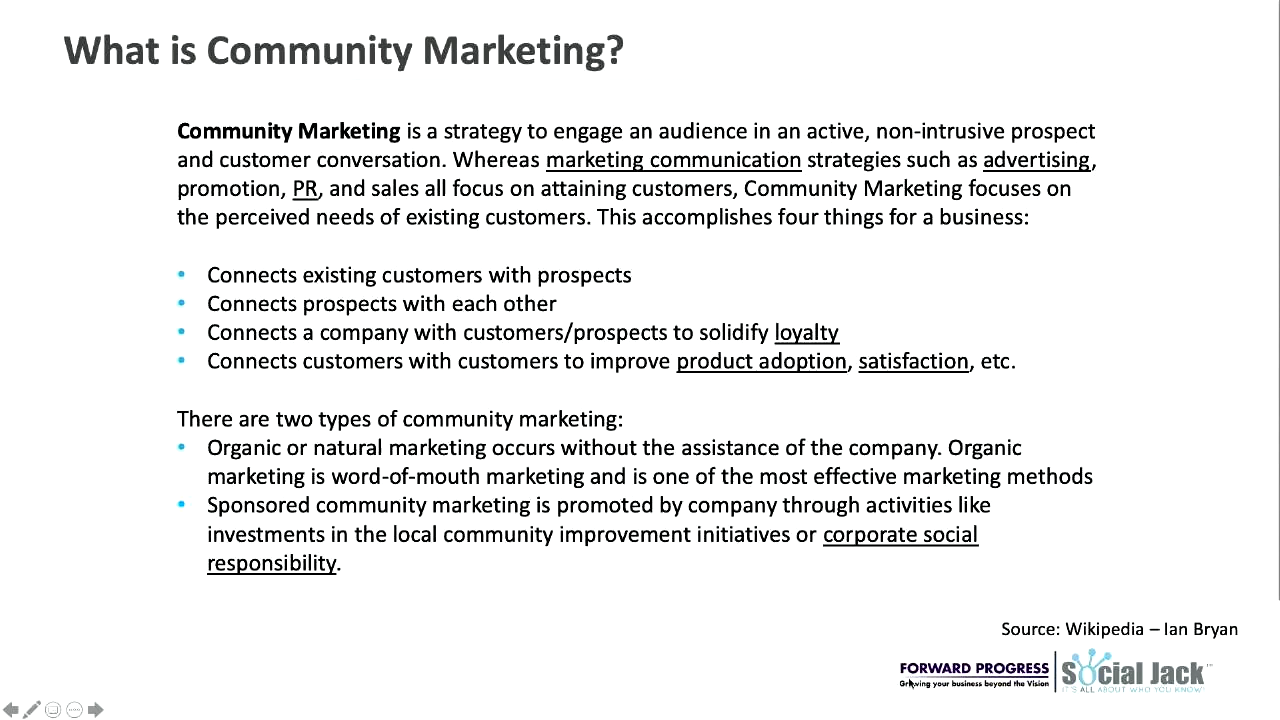 What is Community Marketing?
Community Marketing is a strategy to engage an audience in an active, non-intrusive prospect
and customer conversation. Whereas marketing communication strategies such as advertising,
promotion, PR, and sales all focus on attaining customers, Community Marketing focuses on
the perceived needs of existing customers. This accomplishes four things for a business:
• Connects existing customers with prospects
• Connects prospects with each other
• Connects a company with customers/prospects to solidify loyalty
• Connects customers with customers to improve product adoption, satisfaction, etc.
There are two types of community marketing:
• Organic or natural marketing occurs without the assistance of the company. Organic
marketing is word-of-mouth marketing and is one of the most effective marketing methods
• Sponsored community marketing is promoted by company through activities like
investments in the local community improvement initiatives or corporate social
responsibility.
Source: Wikipedia – Ian Bryan
FORWARD PROGRESS
Growing your business beyond the Vision
Social Jack™
IT'S ALL ABOUT WHO YOU KNOW